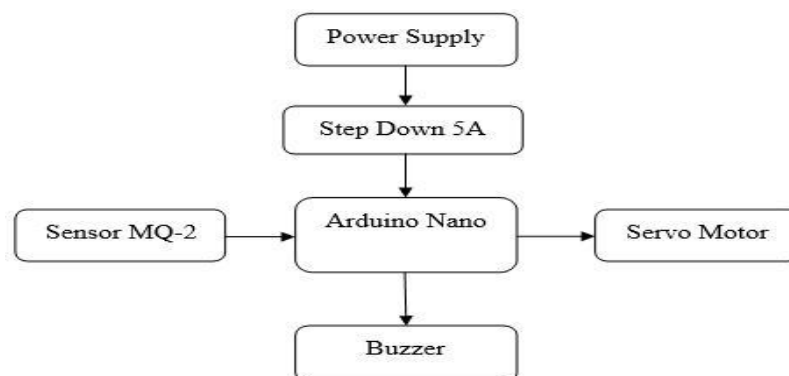 Power Supply
Step Down 5A
Sensor MQ-2
Arduino Nano
Servo Motor
Buzzer